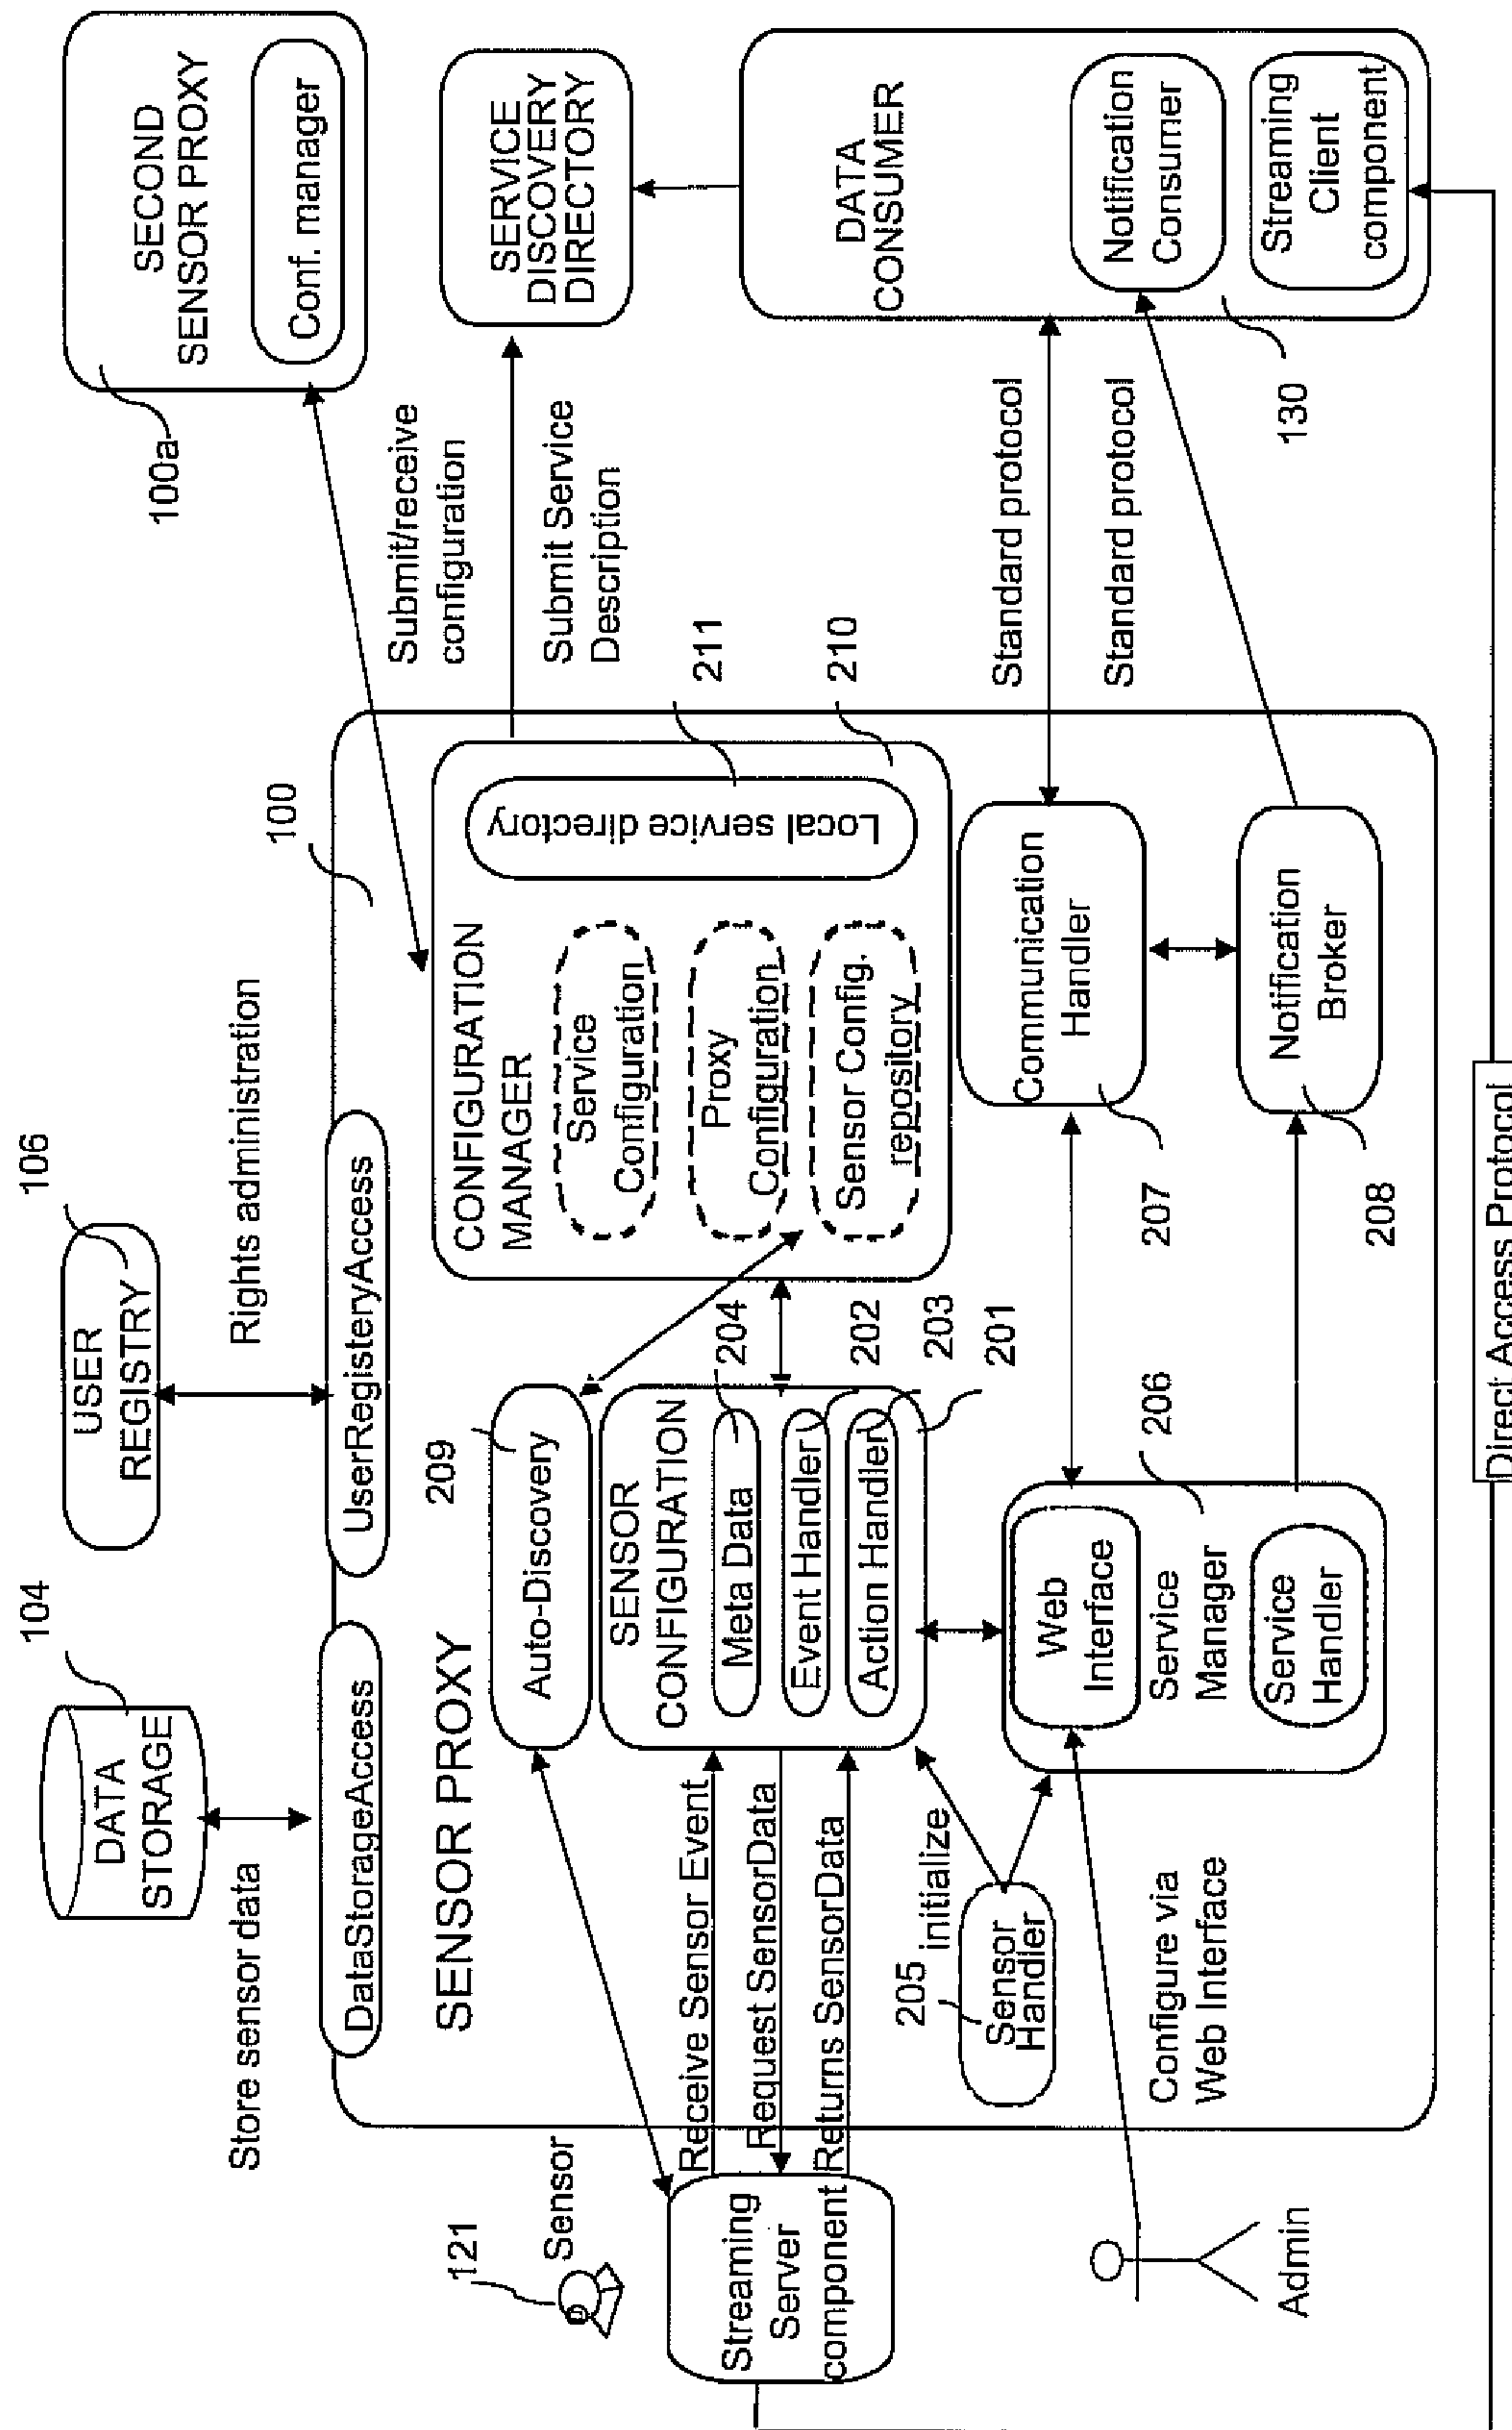 104
DATA
STORAGE
Store sensor data
DataStorageAccess
106
USER
REGISTRY
Rights administration
UserRegisteryAccess
100
SECOND
SENSOR PROXY
Conf. manager
100a
Submit/receive
configuration
Submit Service
Description
SERVICE
DISCOVERY
DIRECTORY
SENSOR PROXY
209
Auto-Discovery
121
Sensor
Streaming
Server
component
Receive Sensor Event
Request SensorData
Returns SensorData
SENSOR
CONFIGURATION
Meta Data
Event Handler
Action Handler
204
202
203
201
CONFIGURATION
MANAGER
Service
Configuration
Proxy
Configuration
Sensor Config.
repository
Local service directory
211
210
205
initialize
Sensor
Handler
Web
Interface
Service
Manager
Service
Handler
206
Communication
Handler
207
Notification
Broker
208
Standard protocol
Standard protocol
DATA
CONSUMER
Notification
Consumer
Streaming
Client
component
130
Configure via
Web Interface
Admin
Direct Access Protocol